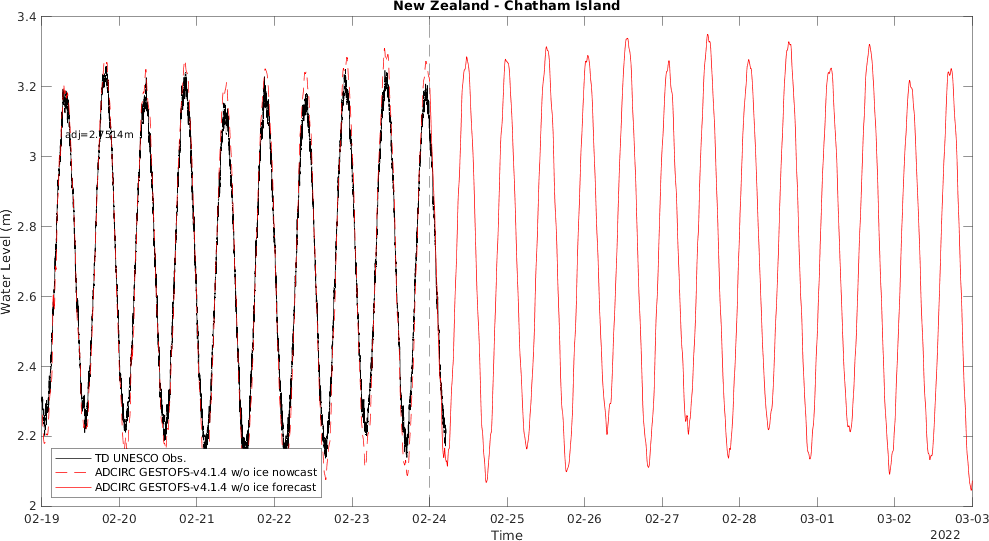 New Zealand - Chatham Island
3.4
3.2
3
2.8
2.6
2.4
2.2
2
Water Level (m)
adj=2.7514m
TD UNESCO Obs.
ADCIRC GESTOFS-v4.1.4 w/o ice nowcast
ADCIRC GESTOFS-v4.1.4 w/o ice forecast
02-19 02-20 02-21 02-22 02-23 02-24 02-25 02-26 02-27 02-28 03-01 03-02 03-03
Time
2022